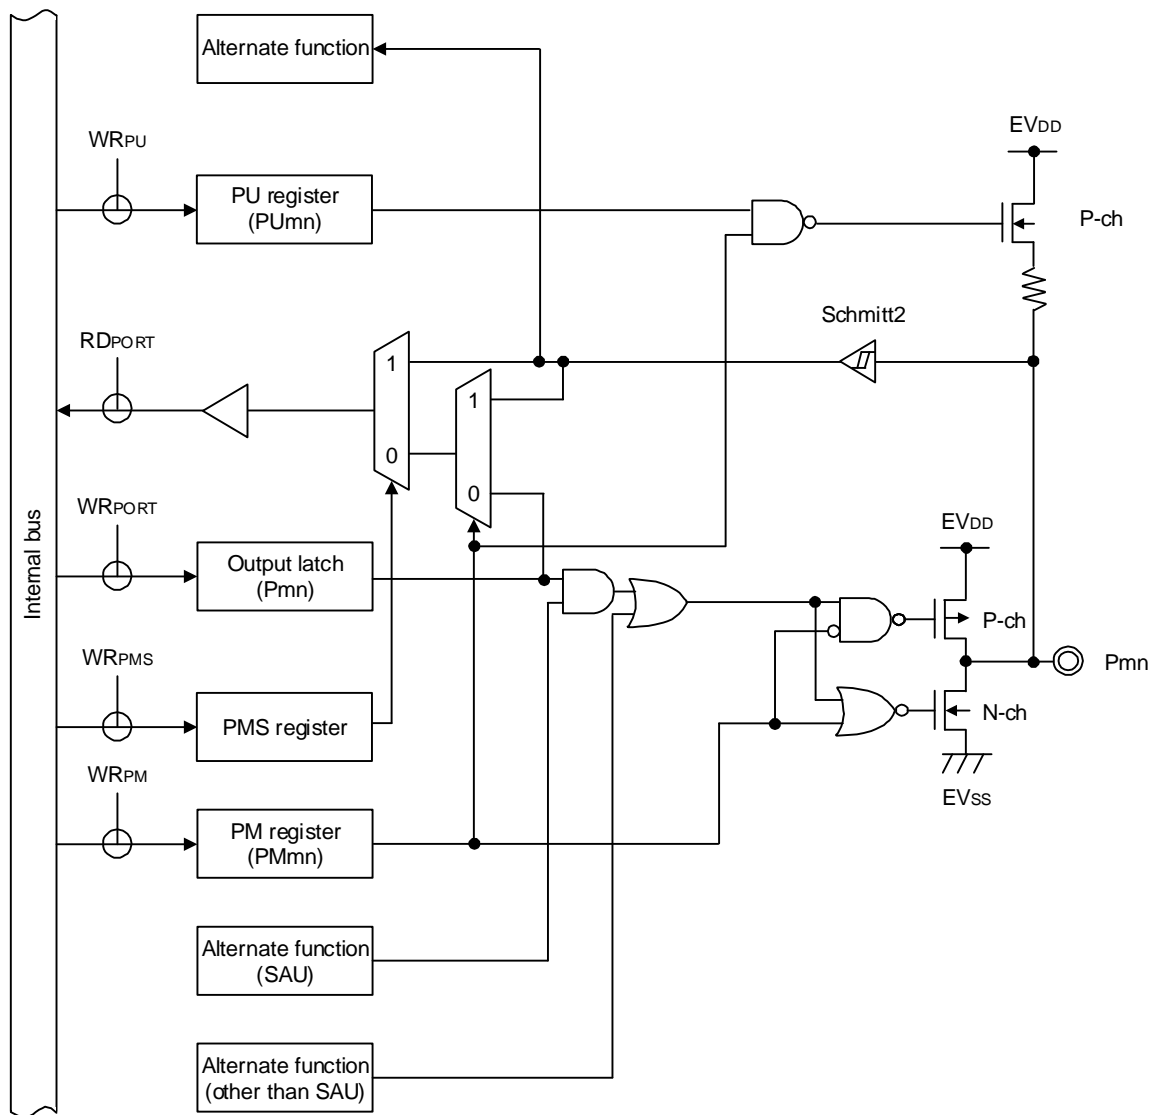 Alternate function
WRPU
EVDD
PU register
(PUmn)
P-ch
Schmitt2
RDPORT
1
1
0
0
WRPORT
EVDD
Internal bus
Output latch
(Pmn)
P-ch
Pmn
WRPMS
PMS register
N-ch
WRPM
EVSS
PM register
(PMmn)
Alternate function
(SAU)
Alternate function
(other than SAU)